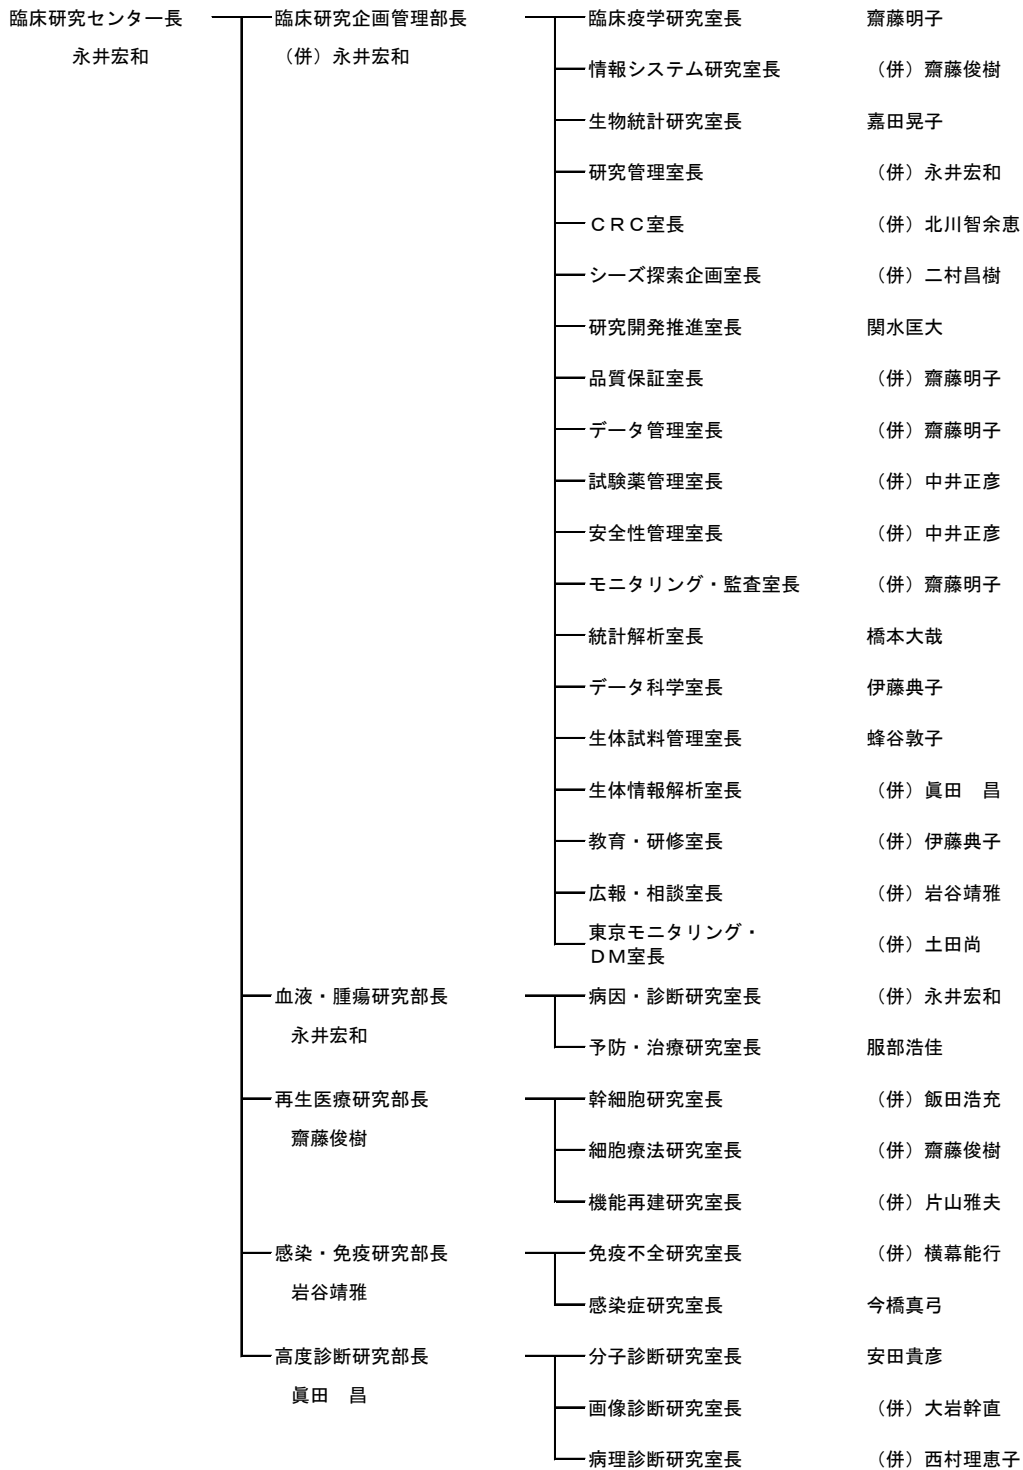 臨床研究センター長 臨床研究企画管理部長 臨床疫学研究室長 齋藤明子
永井宏和 （併）永井宏和
情報システム研究室長 （併）齋藤俊樹
生物統計研究室長 嘉田晃子
研究管理室長 （併）永井宏和
ＣＲＣ室長 （併）北川智余恵
シーズ探索企画室長 （併）二村昌樹
研究開発推進室長 関水匡大
品質保証室長 （併）齋藤明子
データ管理室長 （併）齋藤明子
試験薬管理室長 （併）中井正彦
安全性管理室長 （併）中井正彦
モニタリング・監査室長 （併）齋藤明子
統計解析室長 橋本大哉
データ科学室長 伊藤典子
生体試料管理室長 蜂谷敦子
生体情報解析室長 （併）眞田　昌
教育・研修室長 （併）伊藤典子
広報・相談室長 （併）岩谷靖雅
東京モニタリング・
ＤＭ室長 （併）土田尚
血液・腫瘍研究部長 病因・診断研究室長 （併）永井宏和
永井宏和
予防・治療研究室長 服部浩佳
再生医療研究部長 幹細胞研究室長 （併）飯田浩充
齋藤俊樹
細胞療法研究室長 （併）齋藤俊樹
機能再建研究室長 （併）片山雅夫
感染・免疫研究部長 免疫不全研究室長 （併）横幕能行
岩谷靖雅
感染症研究室長 今橋真弓
高度診断研究部長 分子診断研究室長 安田貴彦
眞田　昌
画像診断研究室長 （併）大岩幹直
病理診断研究室長 （併）西村理恵子